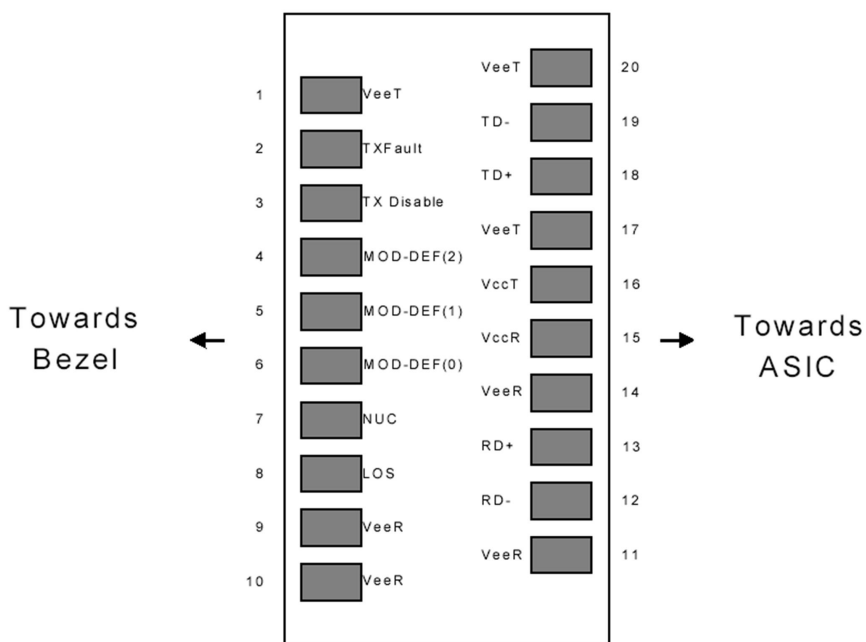 VeeT 20
1 VeeT
TD- 19
2 TXFault
TD+ 18
3 TX Disable
VeeT 17
4 MOD-DEF(2)
VccT 16
5 MOD-DEF(1)
Towards
Bezel
VccR 15
Towards
ASIC
6 MOD-DEF(0)
VeeR 14
7 NUC
RD+ 13
8 LOS
RD- 12
9 VeeR
VeeR 11
10 VeeR